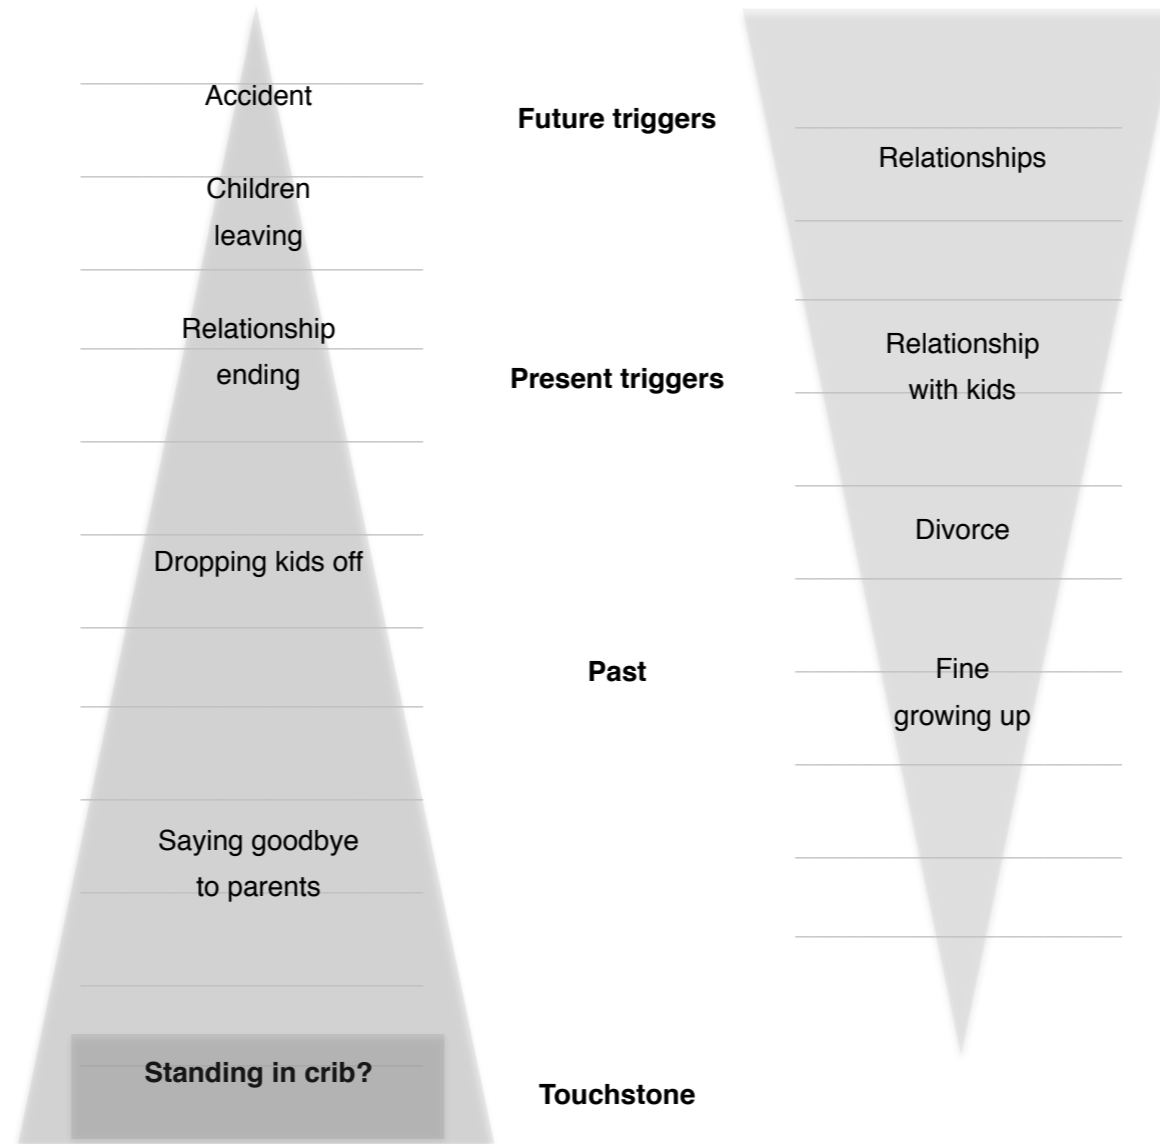 Accident
Children
leaving
Relationship
ending
Dropping kids off
Saying goodbye
to parents
Standing in crib?
Future triggers
Present triggers
Past
Touchstone
Relationships
Relationship
with kids
Divorce
Fine
growing up